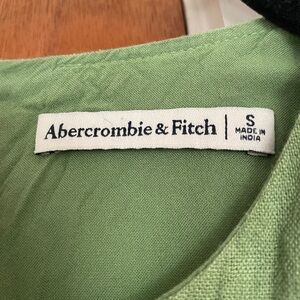 Abercrombie & Fitch
S
MADE IN
INDIA